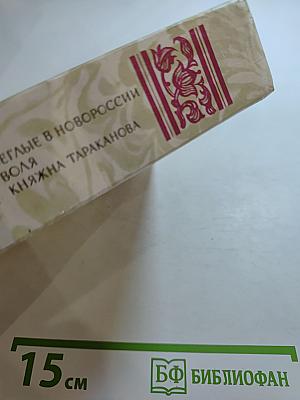 ЕГЛЫЕ В НОВОРОССИИ
ВОЛЯ
КНЯЖНА ТАРАКАНОВА
15 см
БФ БИБЛИОФАН